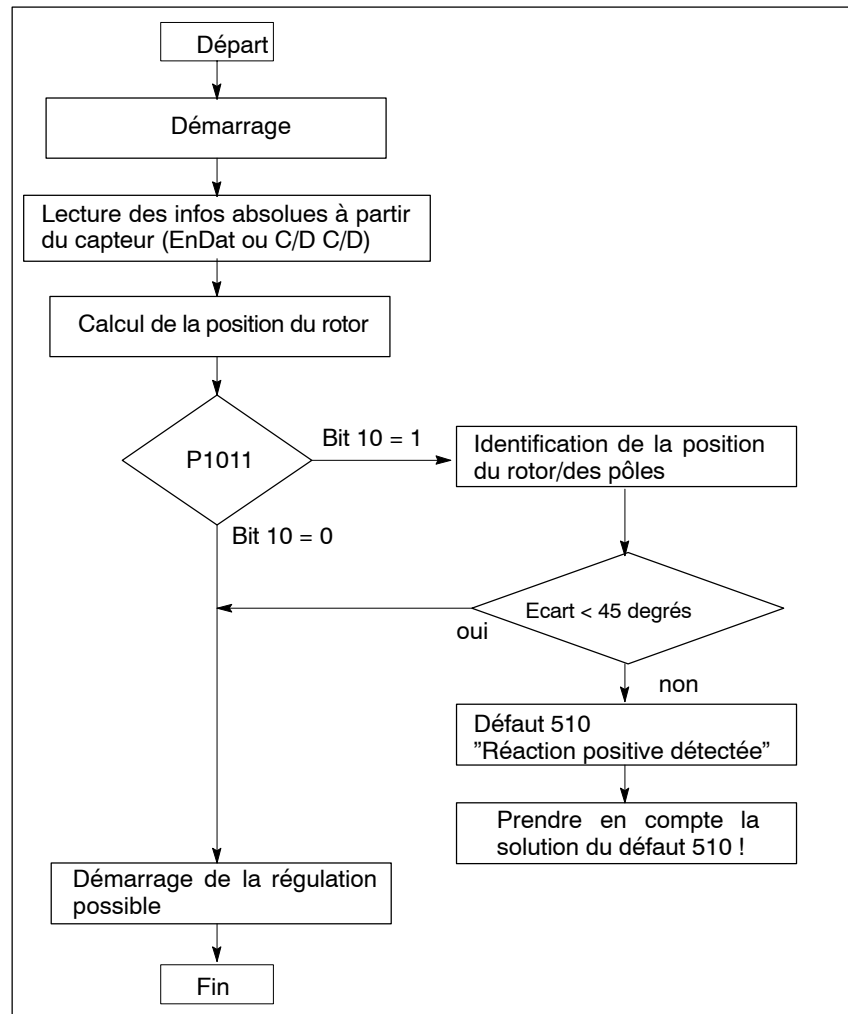 Départ
Démarrage
Lecture des infos absolues à partir
du capteur (EnDat ou C/D C/D)
Calcul de la position du rotor
P1011
Bit 10 = 1
Identification de la position
du rotor/des pôles
Bit 10 = 0
Ecart < 45 degrés
oui
non
Défaut 510
”Réaction positive détectée”
Prendre en compte la
solution du défaut 510 !
Démarrage de la régulation
possible
Fin